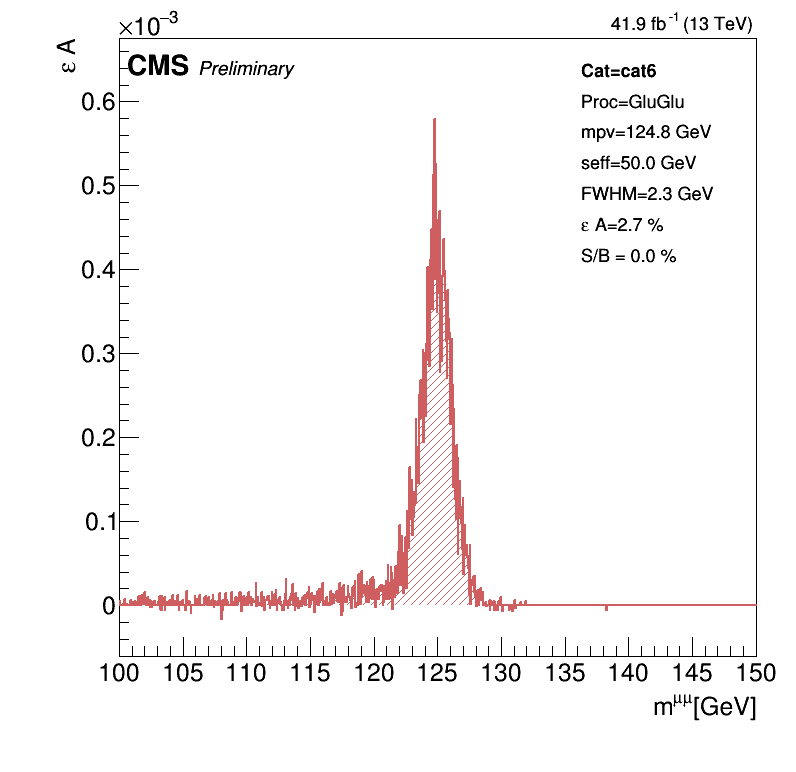 ×10⁻³
41.9 fb⁻¹ (13 TeV)
ε A
CMS Preliminary
Cat=cat6
Proc=GluGlu
mpv=124.8 GeV
seff=50.0 GeV
FWHM=2.3 GeV
ε A=2.7 %
S/B = 0.0 %
0.6
0.5
0.4
0.3
0.2
0.1
0
100 105 110 115 120 125 130 135 140 145 150
m^μμ[GeV]